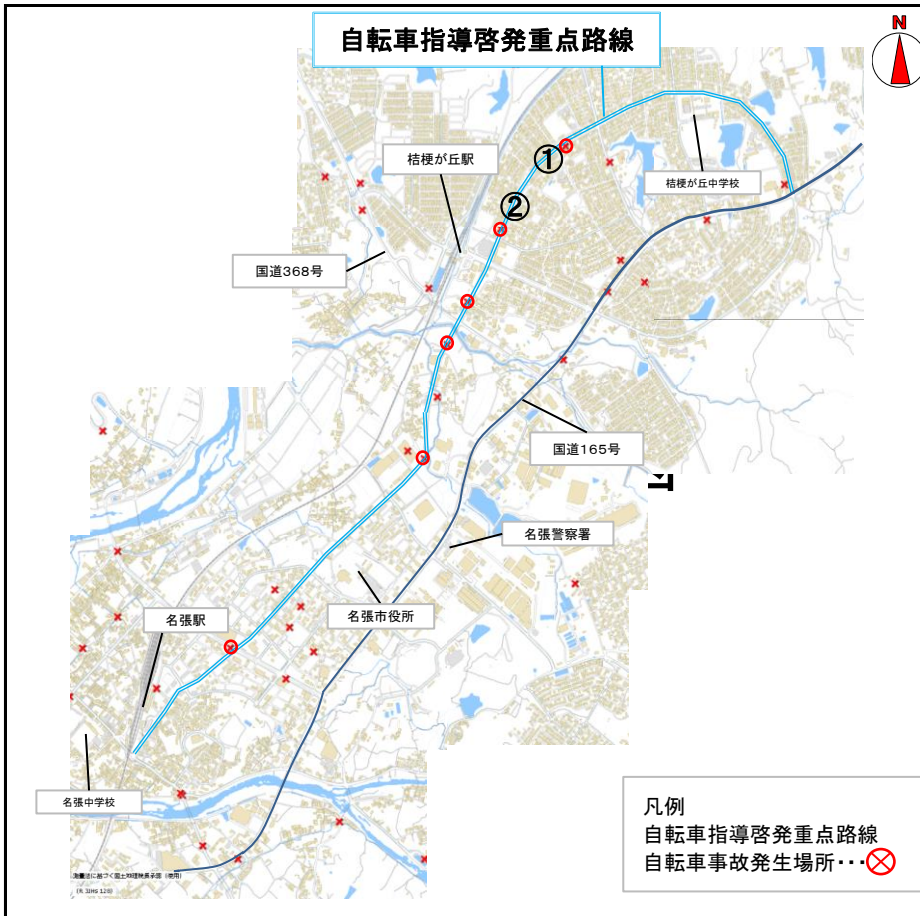 自転車指導啓発重点路線
N
①
桔梗が丘駅
桔梗が丘中学校
②
国道368号
国道165号
名張警察署
名張市役所
名張駅
名張中学校
凡例
自転車指導啓発重点路線
自転車事故発生場所・・・